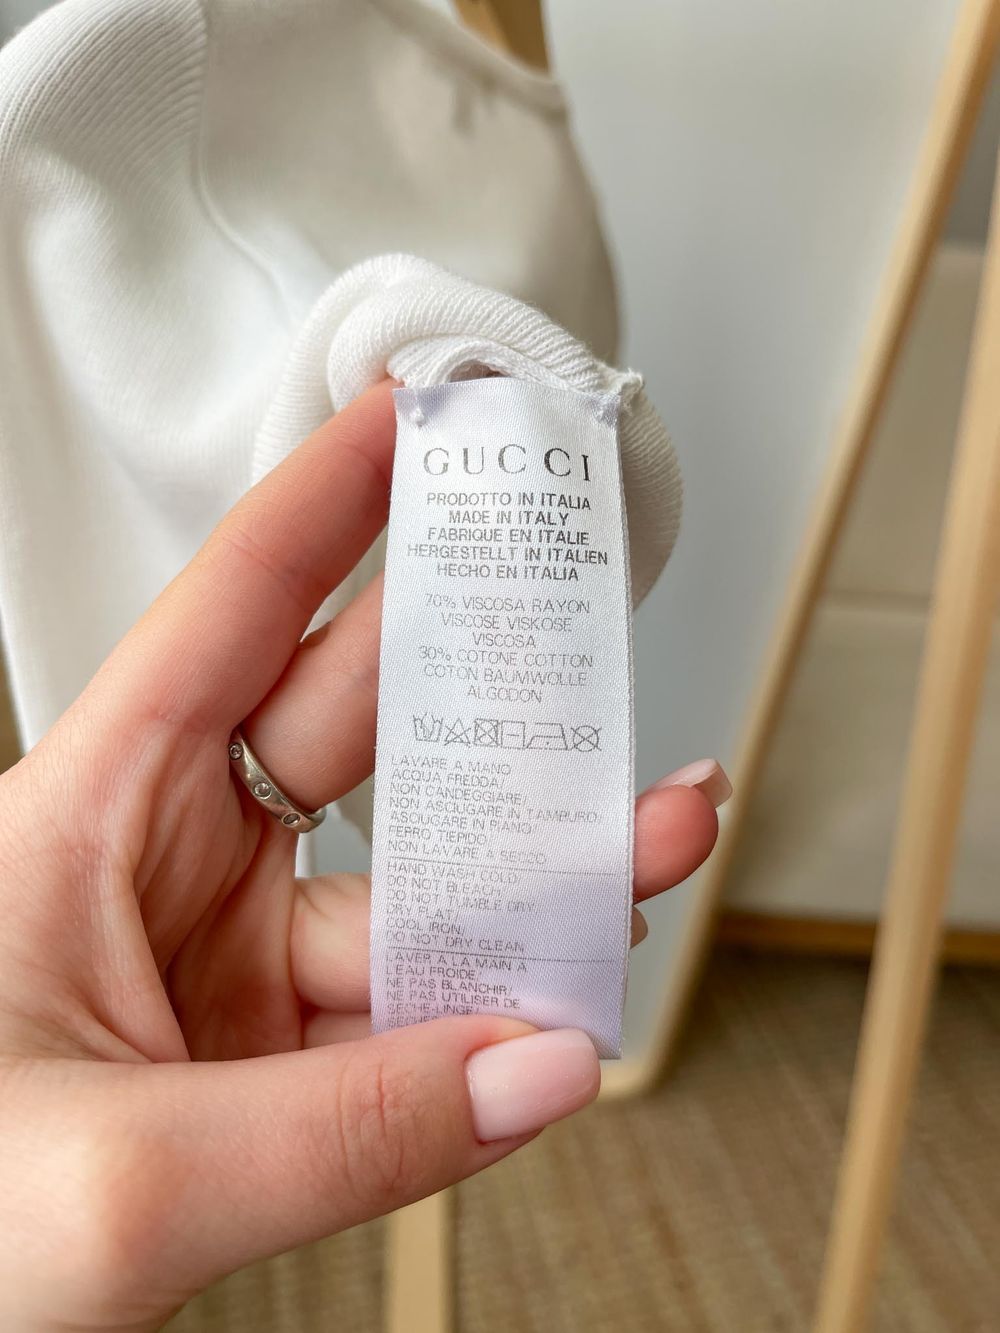 GUCCI
PRODOTTO IN ITALIA
MADE IN ITALY
FABRIQUE EN ITALIE
HERGESTELLT IN ITALIEN
HECHO EN ITALIA
70% VISCOSA RAYON
VISCOSE VISKOSE
VISCOSA
30% COTONE COTTON
COTON BAUMWOLLE
ALGODON
LAVARE A MANO
ACQUA FREDDA/
NON CANDEGGIARE/
NON ASCIUGARE IN TAMBURO/
ASCIUGARE IN PIANO/
FERRO TIEPIDO/
NON LAVARE A SECCO
HAND WASH COLD/
DO NOT BLEACH/
DO NOT TUMBLE DRY/
DRY FLAT/
COOL IRON/
DO NOT DRY CLEAN
LAVER A LA MAIN A
L'EAU FROIDE/
NE PAS BLANCHIR/
NE PAS UTILISER DE
SECHE-LINGE/